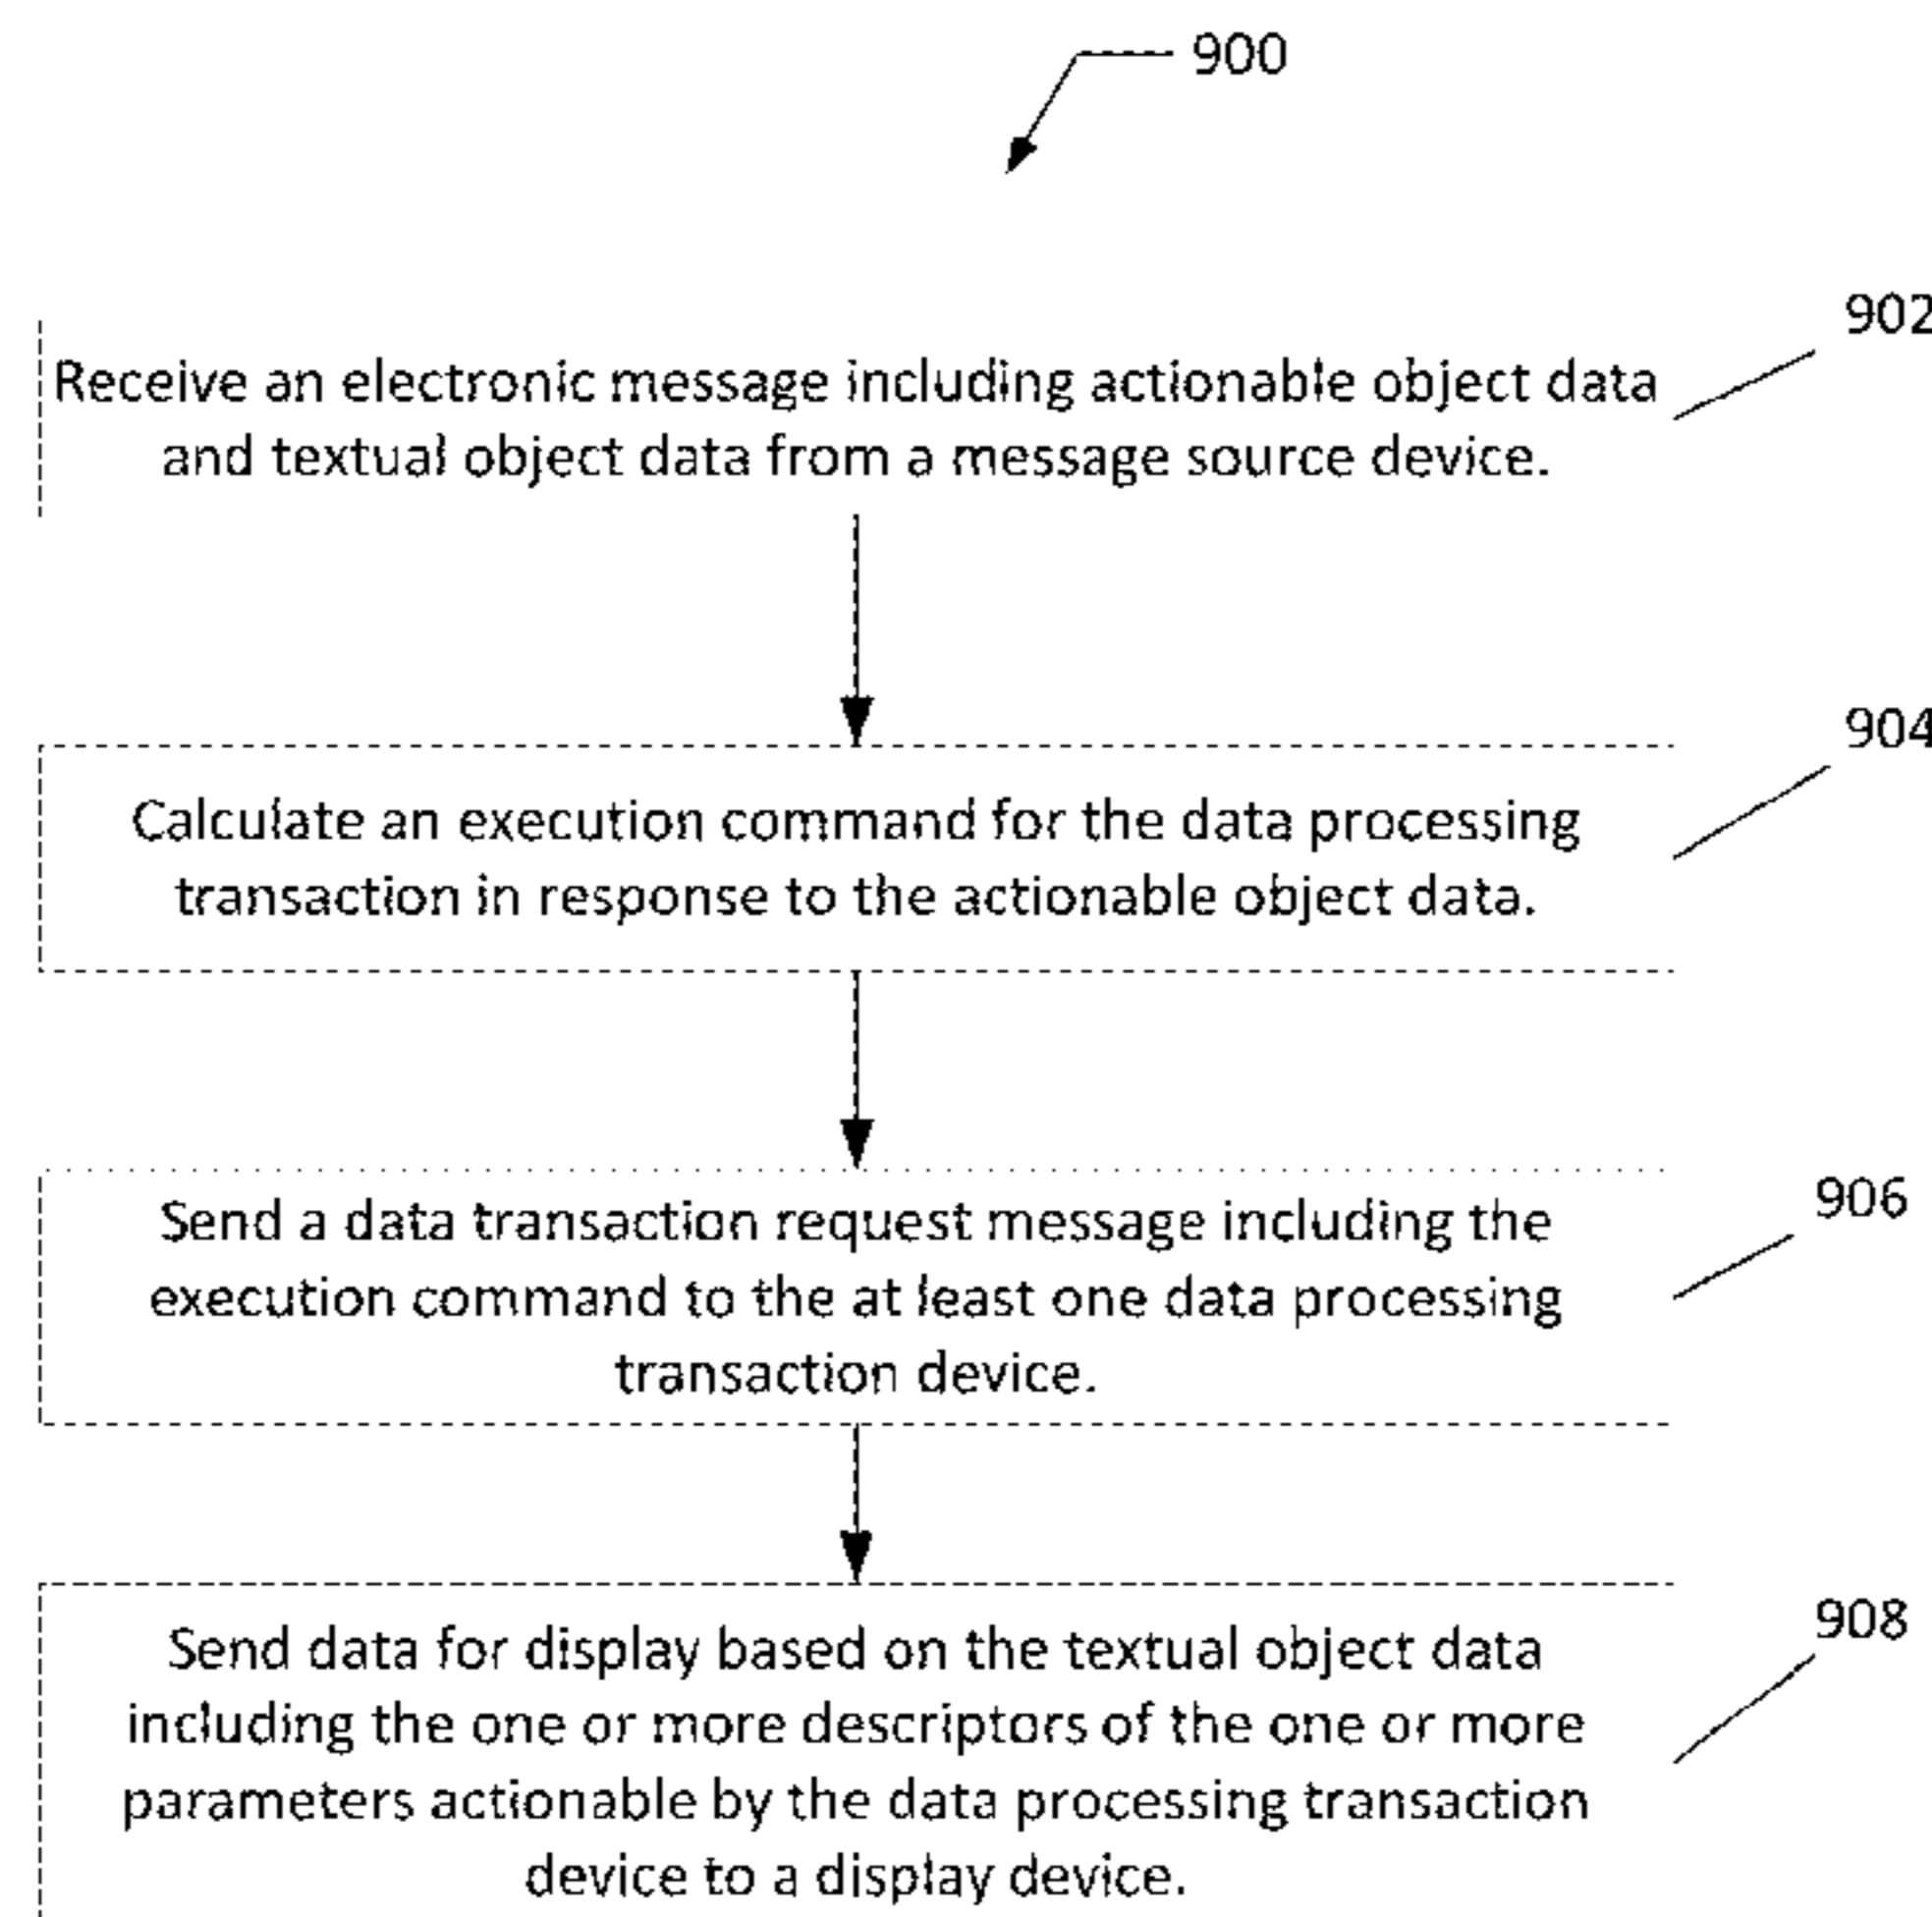 900
902
Receive an electronic message including actionable object data
and textual object data from a message source device.
904
Calculate an execution command for the data processing
transaction in response to the actionable object data.
906
Send a data transaction request message including the
execution command to the at least one data processing
transaction device.
908
Send data for display based on the textual object data
including the one or more descriptors of the one or more
parameters actionable by the data processing transaction
device to a display device.